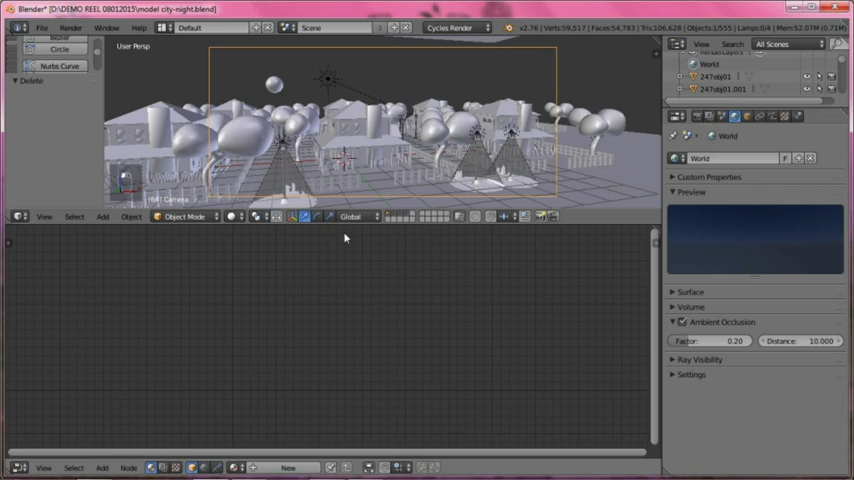 Blender* [D:\DEMO REEL 08012015\model city-night.blend]
File Render Window Help Default Scene Cycles Render v2.76 | Verts:59,517 | Faces:54,783 | Tris:106,628 | Objects:1/555 | Lamps:0/4 | Mem:52.07M (0.71M)
Bezier
Circle
Nurbs Curve
Delete
User Persp
(68) Camera
View Search All Scenes
World
247obj01
247obj01.001
World
World F
Custom Properties
Preview
Surface
Volume
Ambient Occlusion
Factor: 0.20 Distance: 10.000
Ray Visibility
Settings
View Select Add Object Object Mode Global
View Select Add Node New